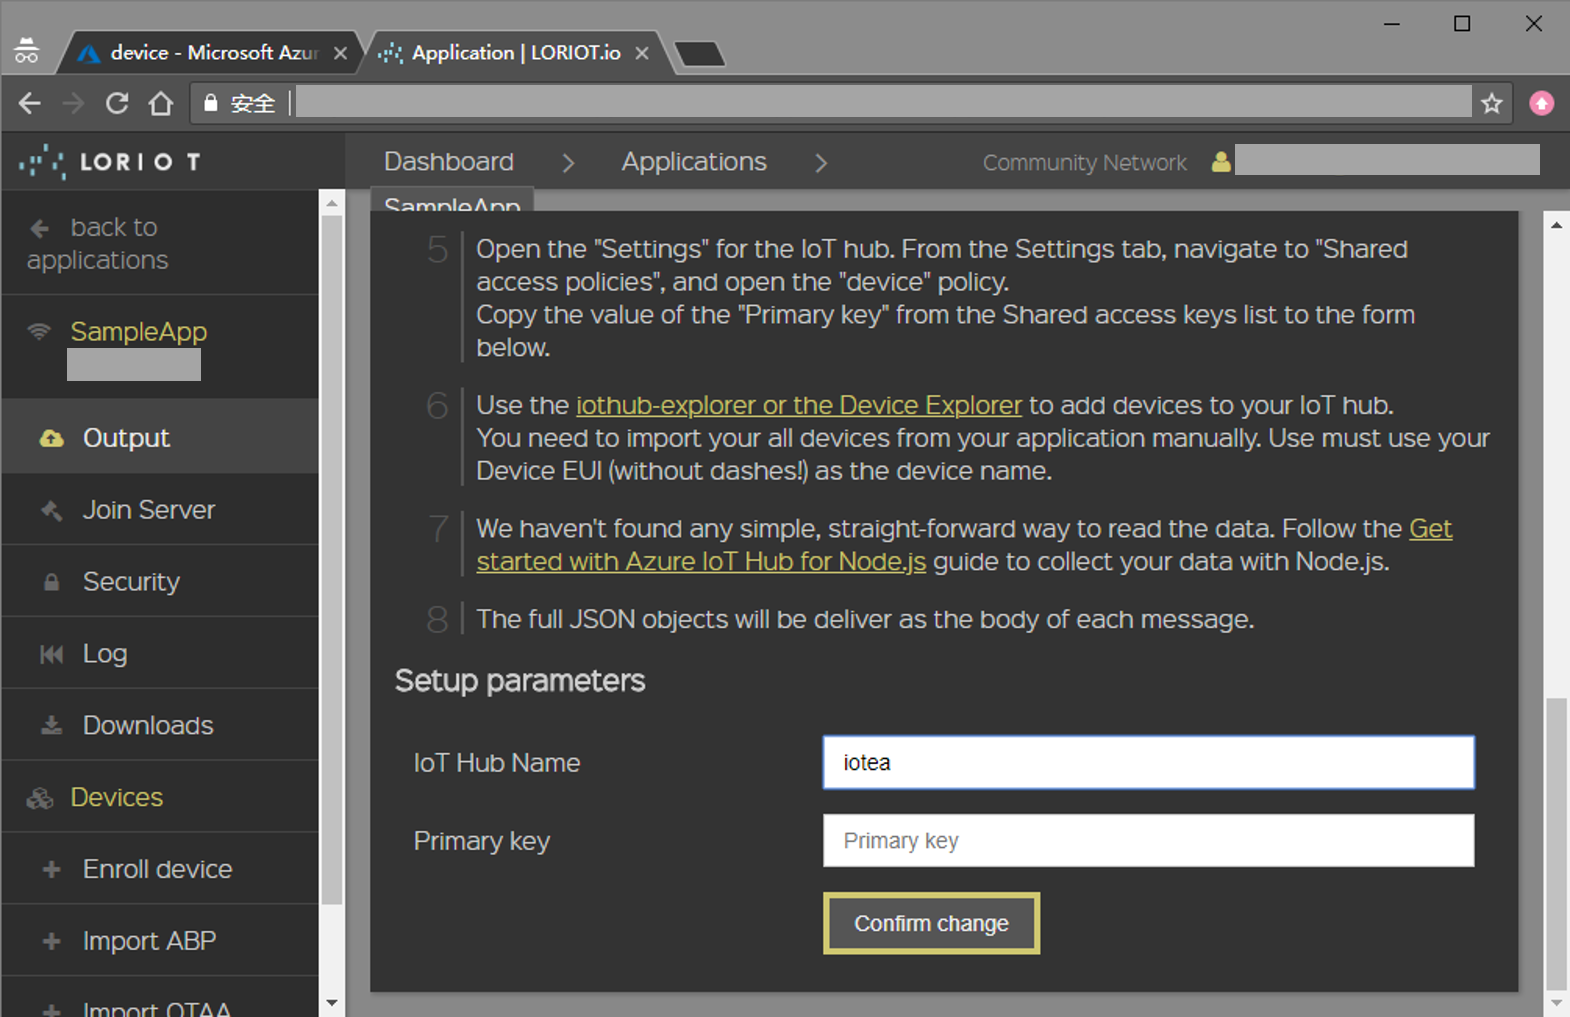 device - Microsoft Azur
Application | LORIOT.io
安全
LORIOT
Dashboard
Applications
Community Network
SampleApp
back to
applications
SampleApp
Output
Join Server
Security
Log
Downloads
Devices
Enroll device
Import ABP
Import OTAA
5
Open the "Settings" for the IoT hub. From the Settings tab, navigate to "Shared
access policies", and open the "device" policy.
Copy the value of the "Primary key" from the Shared access keys list to the form
below.
6
Use the iothub-explorer or the Device Explorer to add devices to your IoT hub.
You need to import your all devices from your application manually. Use must use your
Device EUI (without dashes!) as the device name.
7
We haven't found any simple, straight-forward way to read the data. Follow the Get
started with Azure IoT Hub for Node.js guide to collect your data with Node.js.
8
The full JSON objects will be deliver as the body of each message.
Setup parameters
IoT Hub Name
iotea
Primary key
Primary key
Confirm change